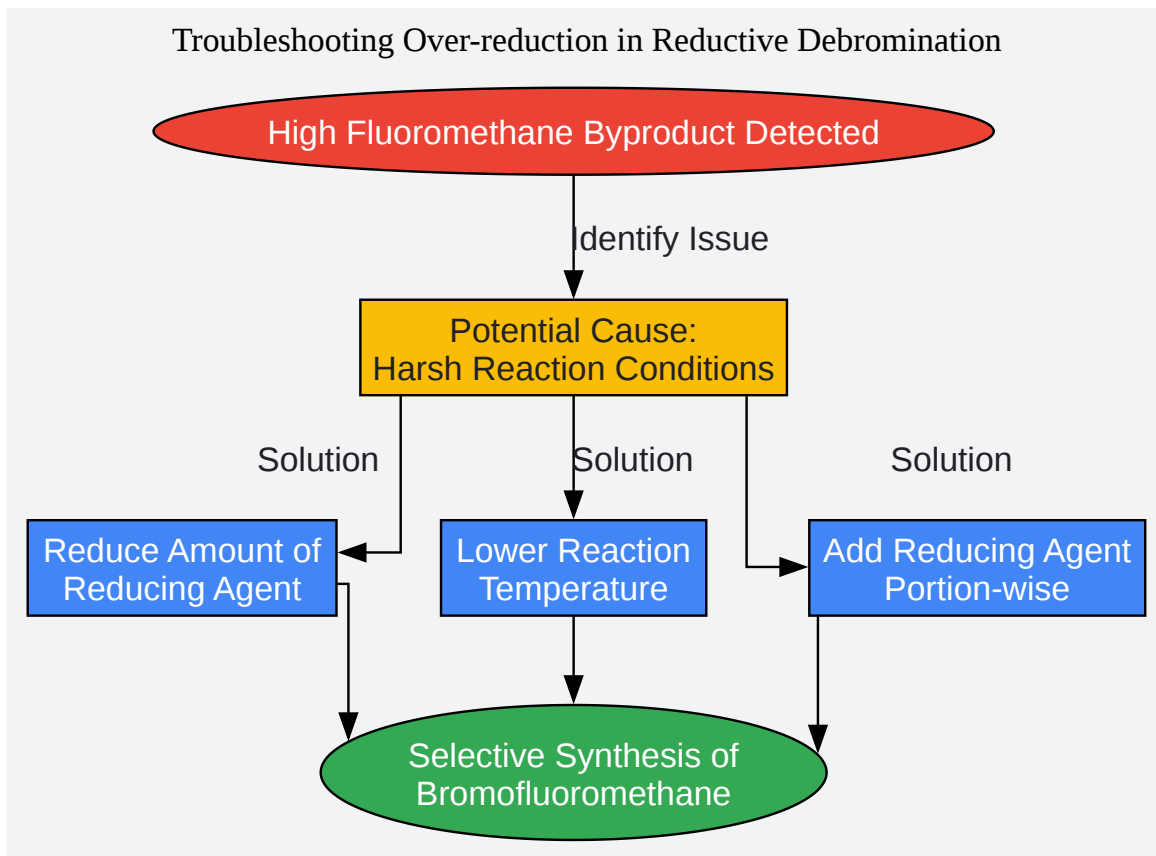 Troubleshooting Over-reduction in Reductive Debromination
High Fluoromethane Byproduct Detected
Identify Issue
Potential Cause:
Harsh Reaction Conditions
Solution
Solution
Solution
Reduce Amount of
Reducing Agent
Lower Reaction
Temperature
Add Reducing Agent
Portion-wise
Selective Synthesis of
Bromofluoromethane